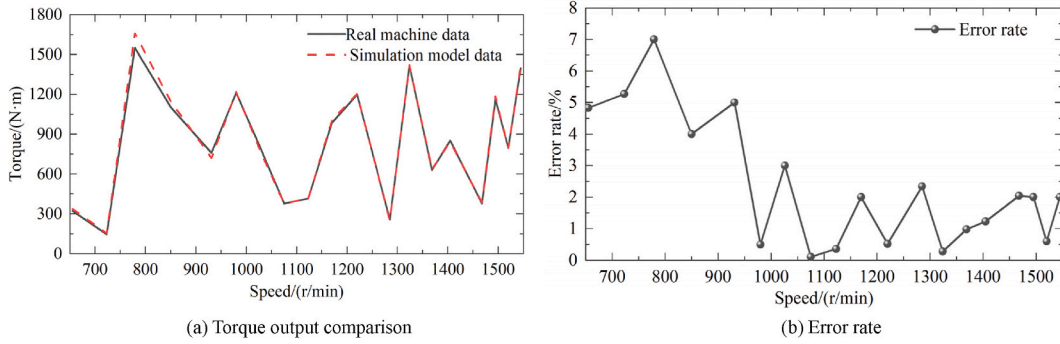 1800
1500
1200
900
600
300
0
Torque/(N·m)
Real machine data
Simulation model data
700 800 900 1000 1100 1200 1300 1400 1500
Speed/(r/min)
(a) Torque output comparison
8
7
6
5
4
3
2
1
0
Error rate/%
Error rate
700 800 900 1000 1100 1200 1300 1400 1500
Speed/(r/min)
(b) Error rate